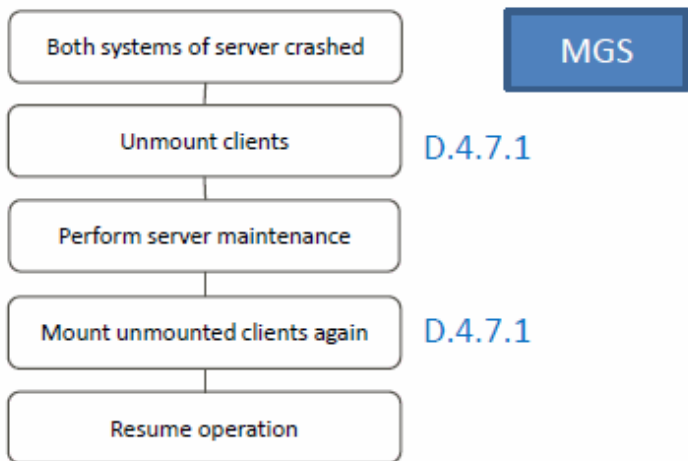 Both systems of server crashed
MGS
Unmount clients
D.4.7.1
Perform server maintenance
Mount unmounted clients again
D.4.7.1
Resume operation